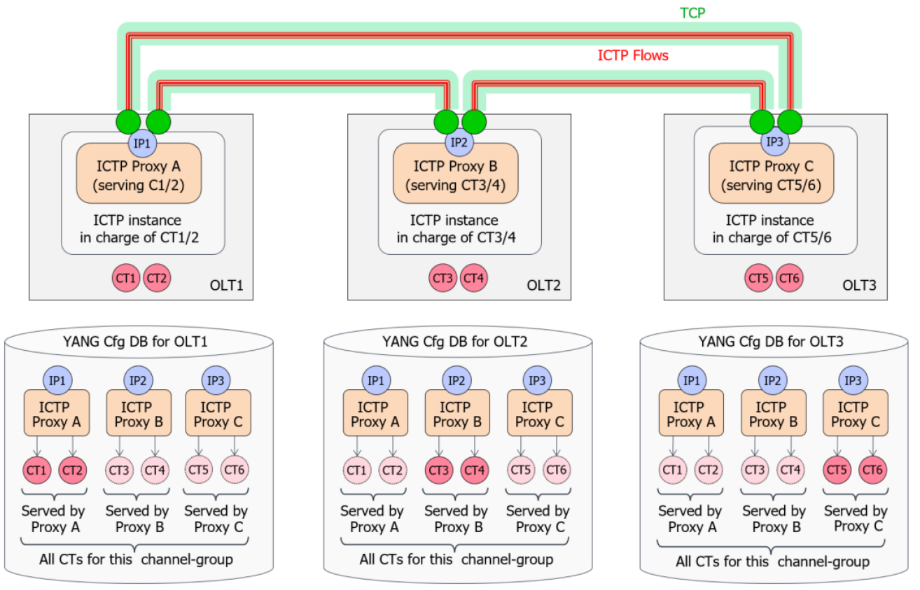 TCP
ICTP Flows
IP1
ICTP Proxy A
(serving C1/2)
ICTP instance
in charge of CT1/2
CT1 CT2
OLT1
IP2
ICTP Proxy B
(serving CT3/4)
ICTP instance
in charge of CT3/4
CT3 CT4
OLT2
IP3
ICTP Proxy C
(serving CT5/6)
ICTP instance
in charge of CT5/6
CT5 CT6
OLT3
YANG Cfg DB for OLT1
IP1 IP2 IP3
ICTP ICTP ICTP
Proxy A Proxy B Proxy C
CT1 CT2 CT3 CT4 CT5 CT6
Served by Served by Served by
Proxy A Proxy B Proxy C
All CTs for this channel-group
YANG Cfg DB for OLT2
IP1 IP2 IP3
ICTP ICTP ICTP
Proxy A Proxy B Proxy C
CT1 CT2 CT3 CT4 CT5 CT6
Served by Served by Served by
Proxy A Proxy B Proxy C
All CTs for this channel-group
YANG Cfg DB for OLT3
IP1 IP2 IP3
ICTP ICTP ICTP
Proxy A Proxy B Proxy C
CT1 CT2 CT3 CT4 CT5 CT6
Served by Served by Served by
Proxy A Proxy B Proxy C
All CTs for this channel-group